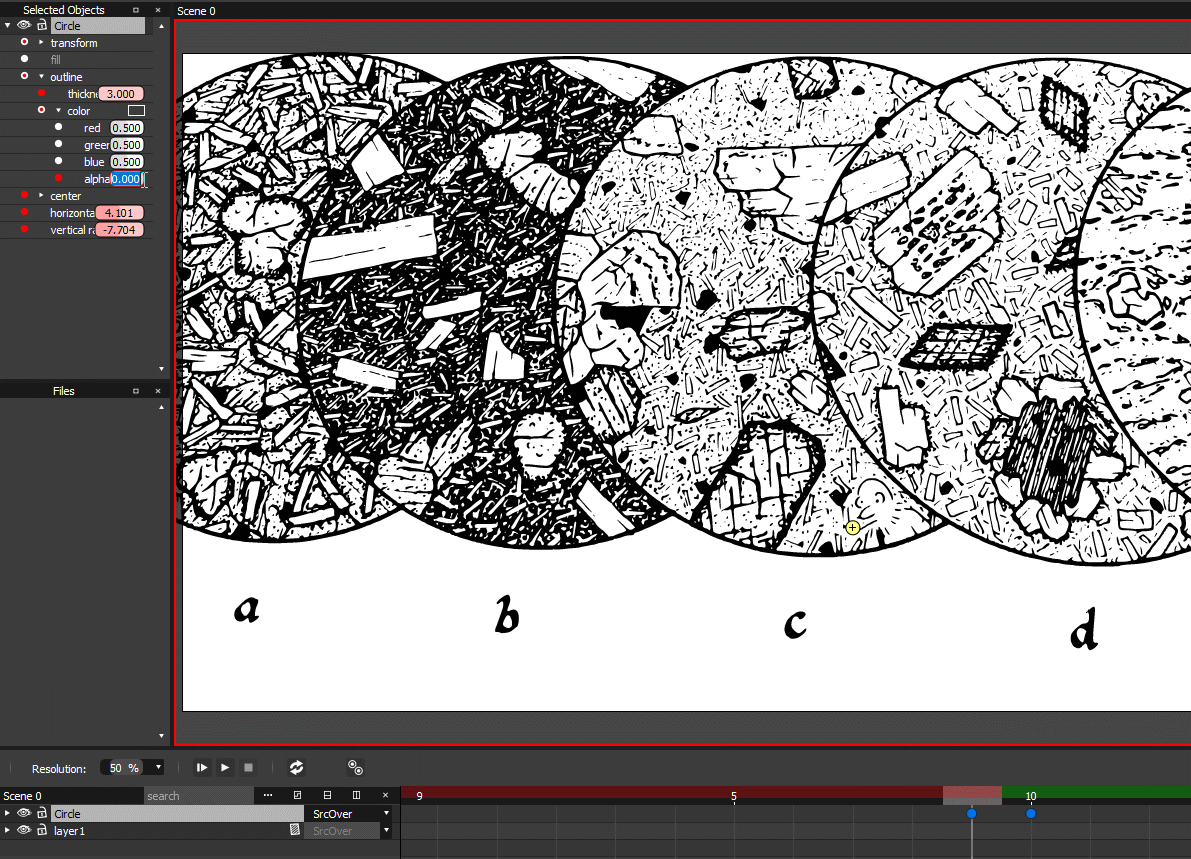 Selected Objects
Scene 0
Circle
transform
fill
outline
thickn 3.000
color
red 0.500
greer 0.500
blue 0.500
alpha 0.000
center
horizonta 4.101
vertical ra -7.704
Files
a b c d
Resolution: 50 %
Scene 0 search 9 5 10
Circle SrcOver
layer1 SrcOver